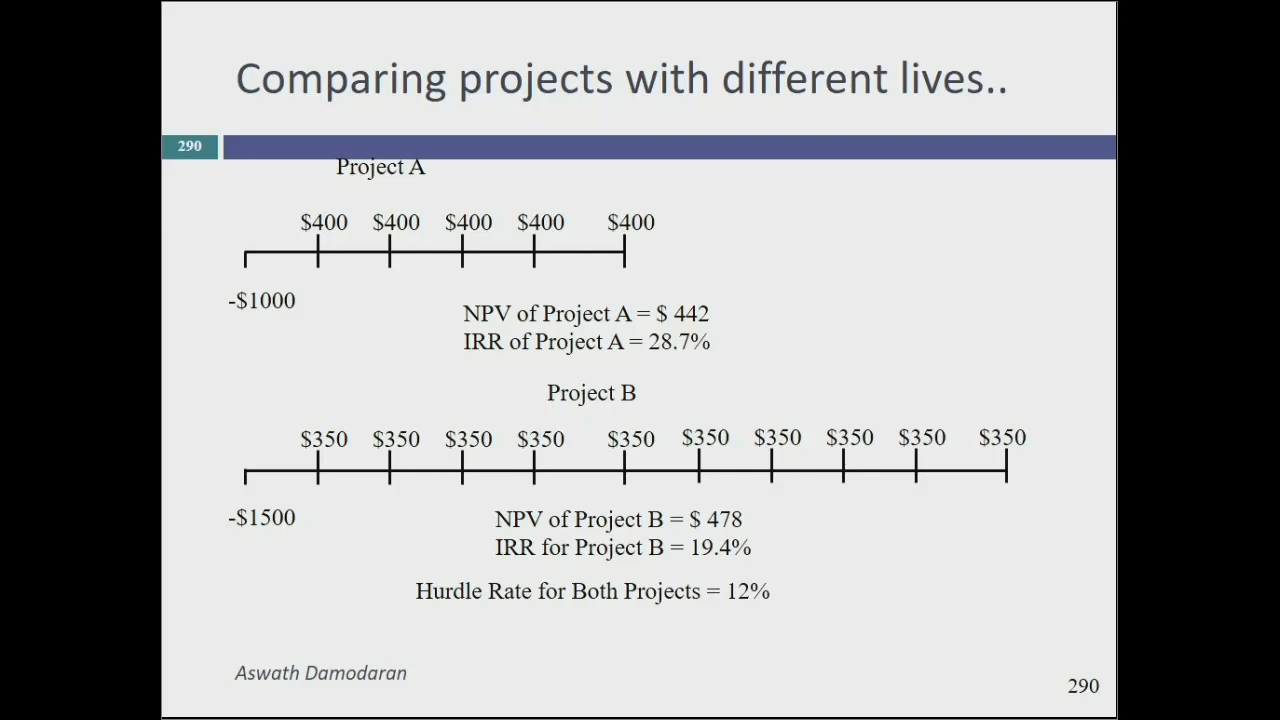 Comparing projects with different lives..
290
Project A
$400 $400 $400 $400 $400
-$1000
NPV of Project A = $ 442
IRR of Project A = 28.7%
Project B
$350 $350 $350 $350 $350 $350 $350 $350 $350 $350
-$1500
NPV of Project B = $ 478
IRR for Project B = 19.4%
Hurdle Rate for Both Projects = 12%
Aswath Damodaran
290